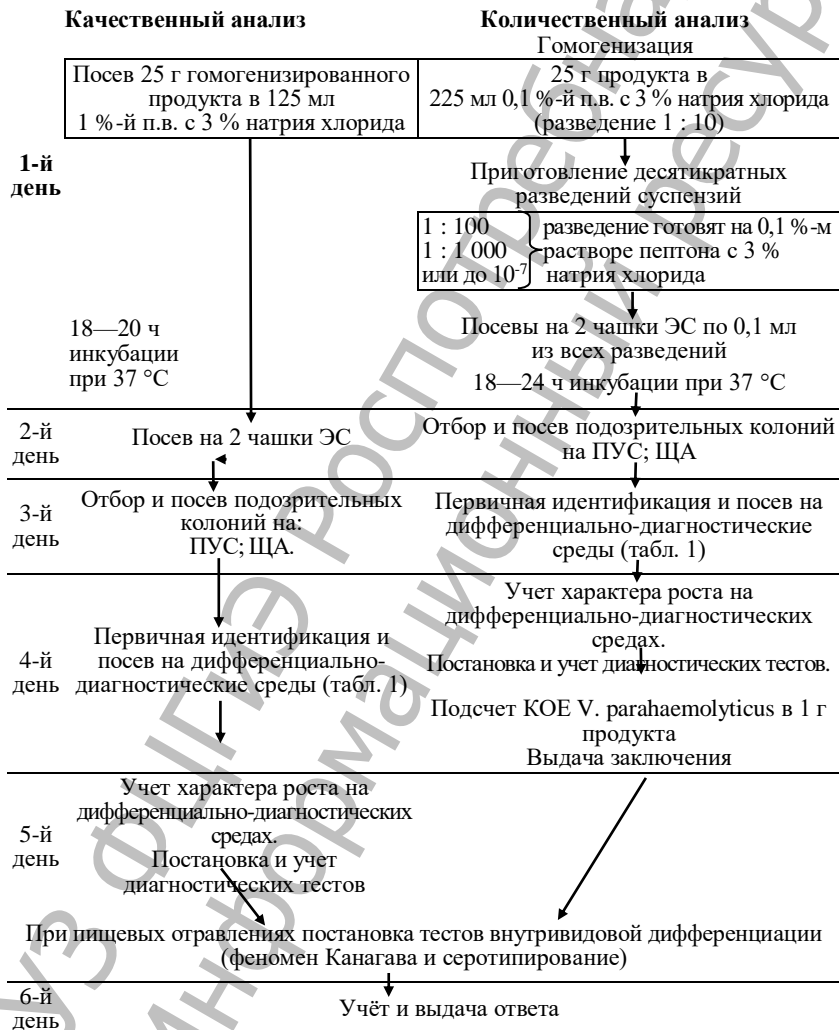 Качественный анализ
Количественный анализ
Гомогенизация
Посев 25 г гомогенизированного
продукта в 125 мл
1 %-й п.в. с 3 % натрия хлорида
25 г продукта в
225 мл 0,1 %-й п.в. с 3 % натрия хлорида
(разведение 1 : 10)
1-й
день
Приготовление десятикратных
разведений суспензий
1 : 100
1 : 1 000
или до 10-7
разведение готовят на 0,1 %-м
растворе пептона с 3 %
натрия хлорида
18—20 ч
инкубации
при 37 °C
Посевы на 2 чашки ЭС по 0,1 мл
из всех разведений
18—24 ч инкубации при 37 °C
2-й
день
Посев на 2 чашки ЭС
Отбор и посев подозрительных колоний
на ПУС; ЩА
3-й
день
Отбор и посев подозрительных
колоний на:
ПУС; ЩА.
Первичная идентификация и посев на
дифференциально-диагностические
среды (табл. 1)
4-й
день
Первичная идентификация и
посев на дифференциально-
диагностические среды (табл. 1)
Учет характера роста на
дифференциально-диагностических
средах.
Постановка и учет диагностических тестов.
Подсчет КОЕ V. parahaemolyticus в 1 г
продукта
Выдача заключения
5-й
день
Учет характера роста на
дифференциально-диагностических
средах.
Постановка и учет
диагностических тестов
При пищевых отравлениях постановка тестов внутривидовой дифференциации
(феномен Канагава и серотипирование)
6-й
день
Учёт и выдача ответа